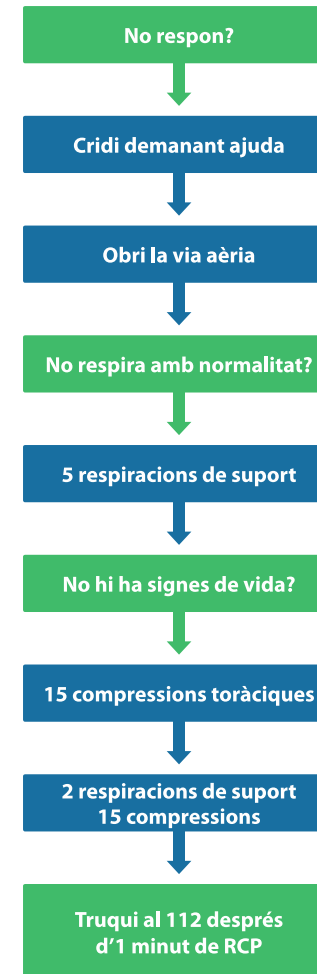 No respon?
Cridi demanant ajuda
Obri la via aèria
No respira amb normalitat?
5 respiracions de suport
No hi ha signes de vida?
15 compressions toràciques
2 respiracions de suport
15 compressions
Truqui al 112 després
d'1 minut de RCP